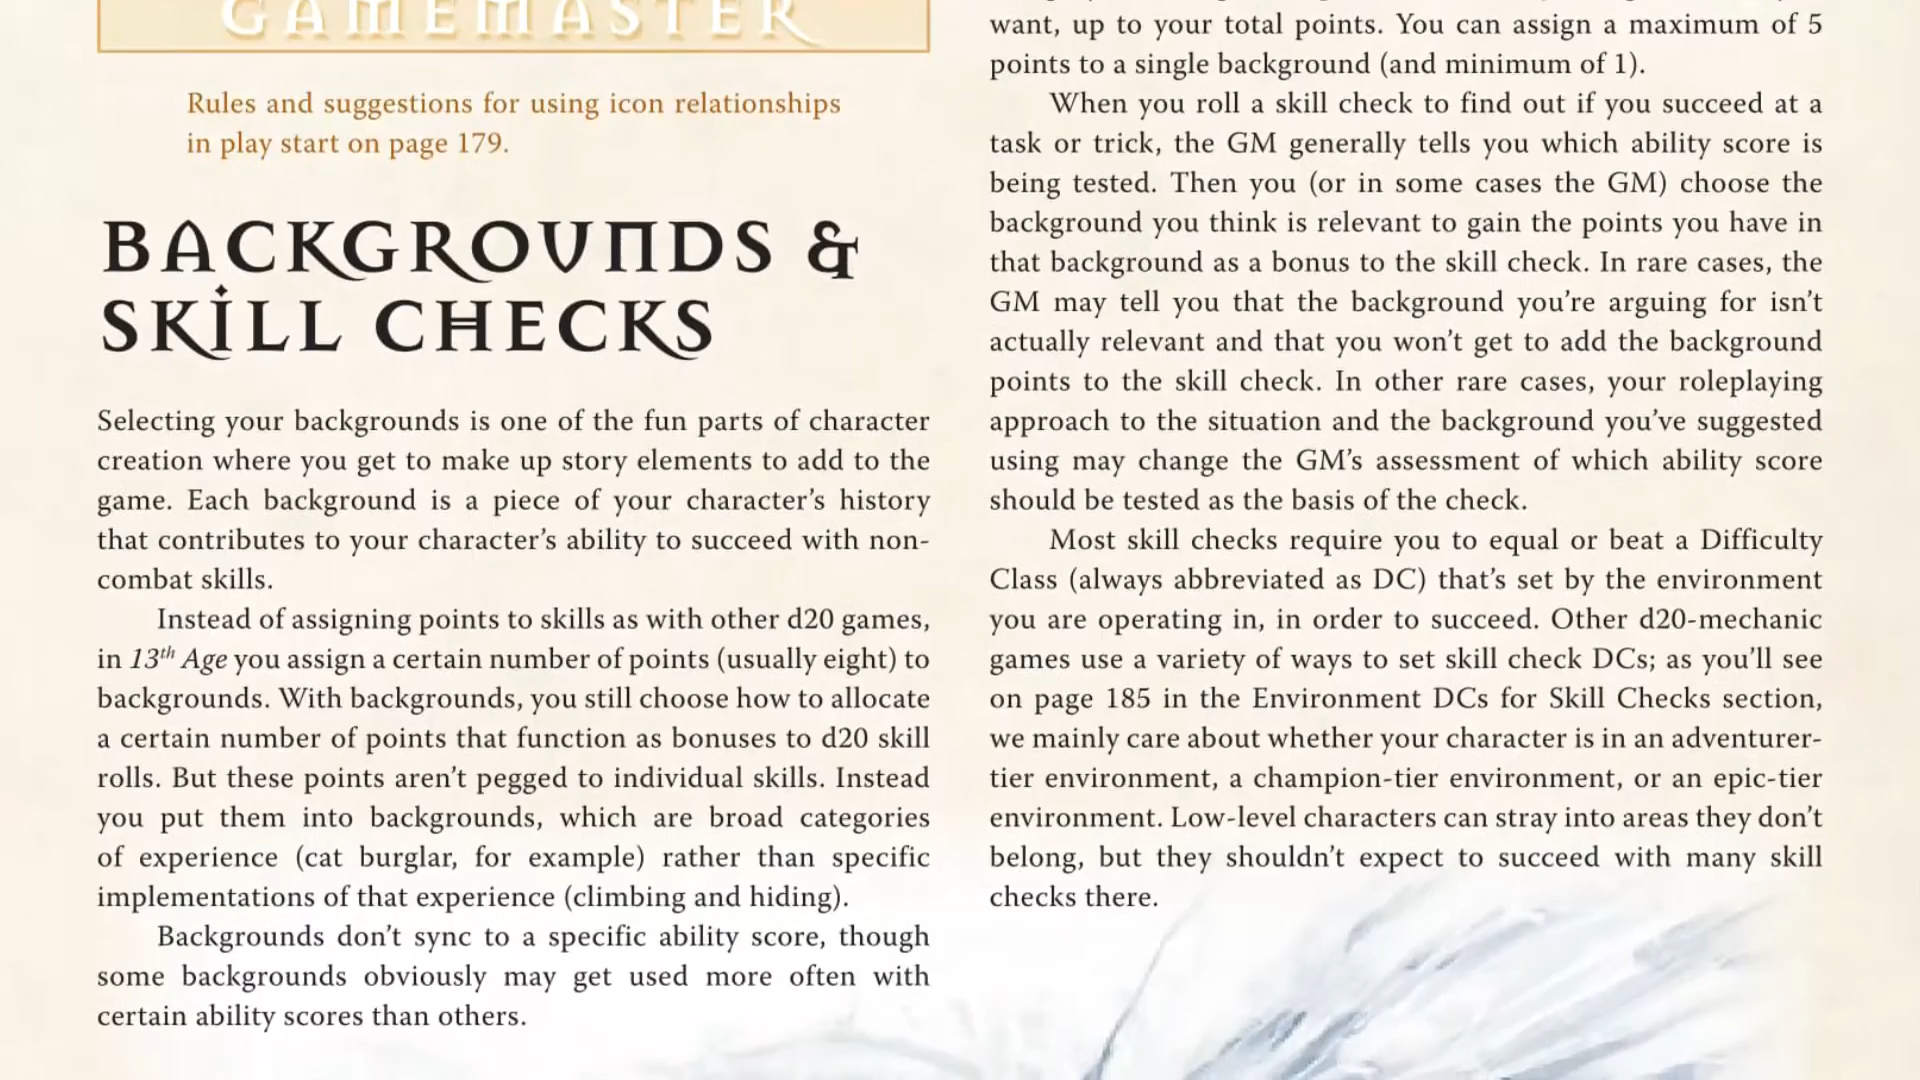 GAMEMASTER
Rules and suggestions for using icon relationships
in play start on page 179.
BACKGROUNDS &
SKILL CHECKS
Selecting your backgrounds is one of the fun parts of character
creation where you get to make up story elements to add to the
game. Each background is a piece of your character’s history
that contributes to your character’s ability to succeed with non-
combat skills.
Instead of assigning points to skills as with other d20 games,
in 13th Age you assign a certain number of points (usually eight) to
backgrounds. With backgrounds, you still choose how to allocate
a certain number of points that function as bonuses to d20 skill
rolls. But these points aren’t pegged to individual skills. Instead
you put them into backgrounds, which are broad categories
of experience (cat burglar, for example) rather than specific
implementations of that experience (climbing and hiding).
Backgrounds don’t sync to a specific ability score, though
some backgrounds obviously may get used more often with
certain ability scores than others.
want, up to your total points. You can assign a maximum of 5
points to a single background (and minimum of 1).
When you roll a skill check to find out if you succeed at a
task or trick, the GM generally tells you which ability score is
being tested. Then you (or in some cases the GM) choose the
background you think is relevant to gain the points you have in
that background as a bonus to the skill check. In rare cases, the
GM may tell you that the background you’re arguing for isn’t
actually relevant and that you won’t get to add the background
points to the skill check. In other rare cases, your roleplaying
approach to the situation and the background you’ve suggested
using may change the GM’s assessment of which ability score
should be tested as the basis of the check.
Most skill checks require you to equal or beat a Difficulty
Class (always abbreviated as DC) that’s set by the environment
you are operating in, in order to succeed. Other d20-mechanic
games use a variety of ways to set skill check DCs; as you’ll see
on page 185 in the Environment DCs for Skill Checks section,
we mainly care about whether your character is in an adventurer-
tier environment, a champion-tier environment, or an epic-tier
environment. Low-level characters can stray into areas they don’t
belong, but they shouldn’t expect to succeed with many skill
checks there.